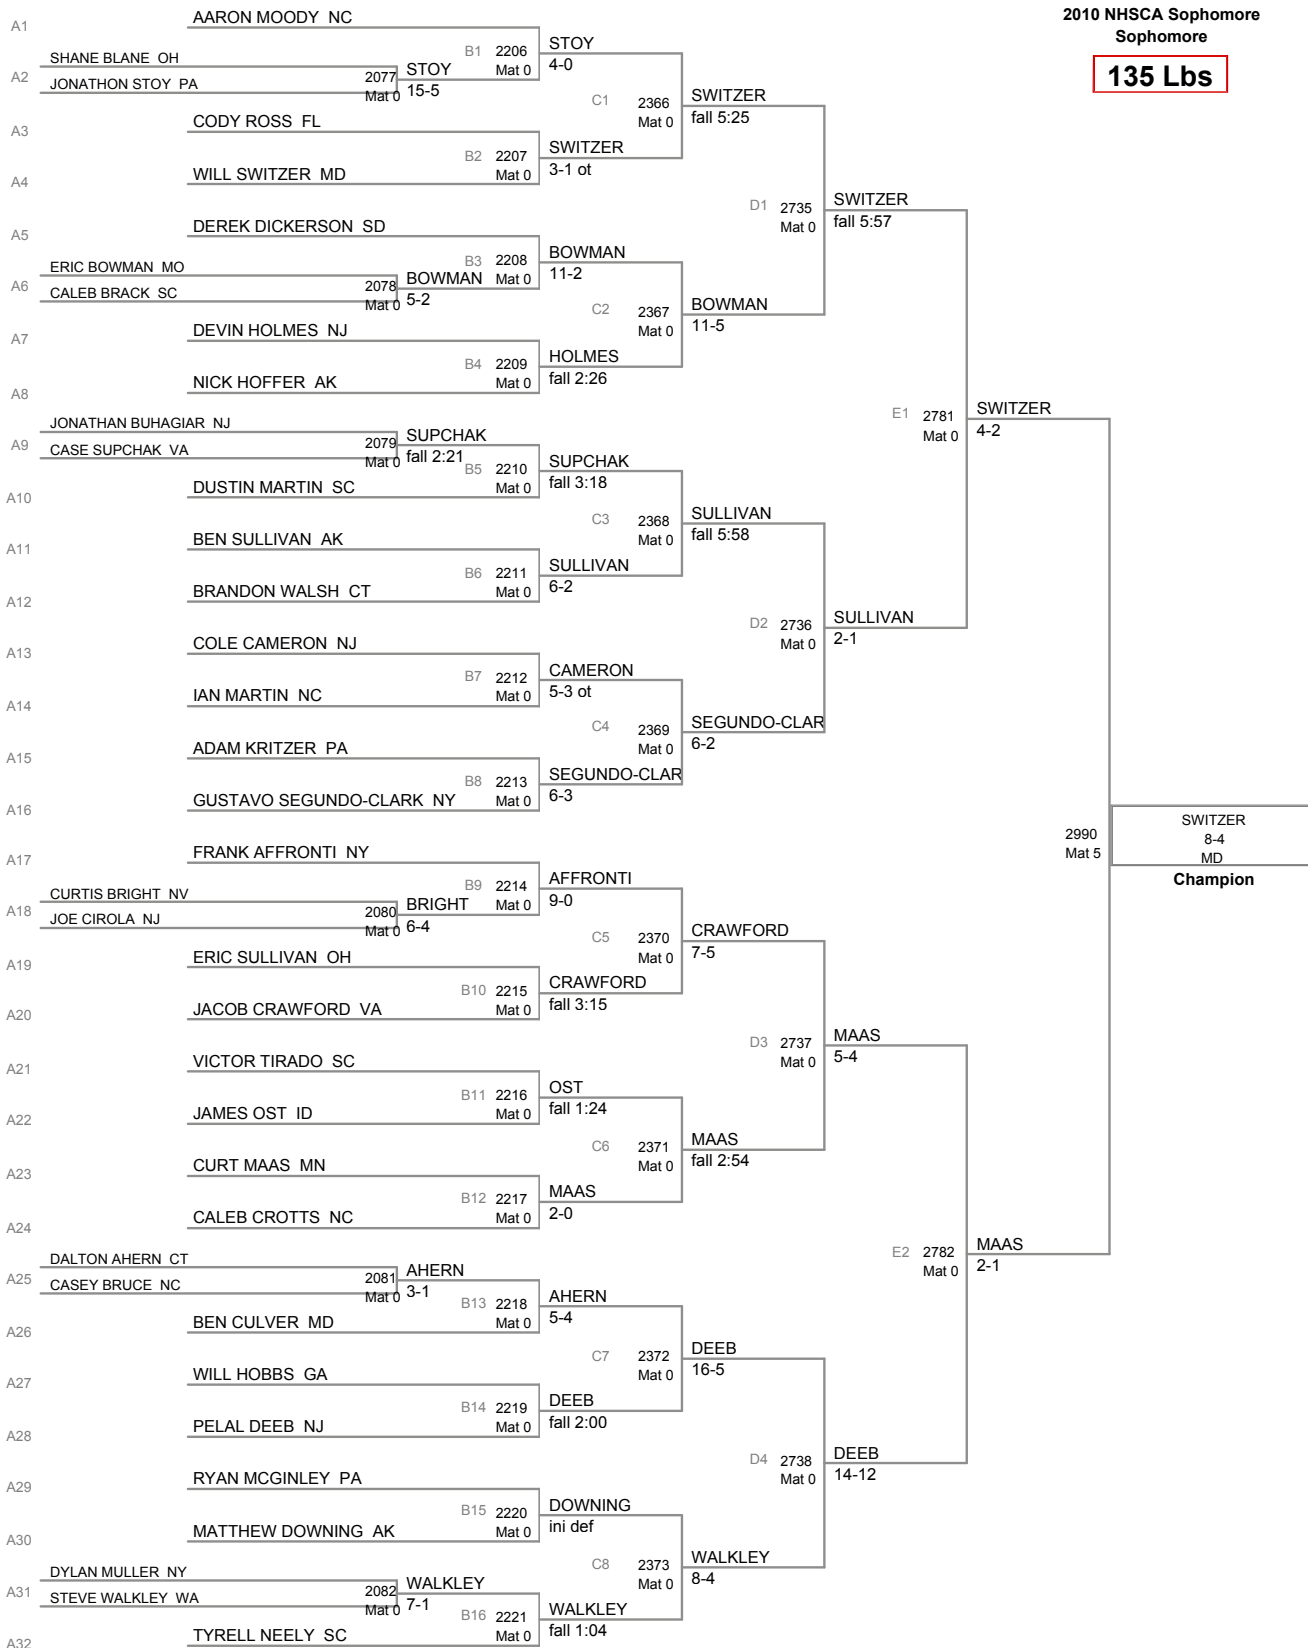 2010 NHSCA Sophomore
Sophomore
135 Lbs
A1
AARON MOODY NC
B1 2206
Mat 0
STOY
4-0
SHANE BLANE OH
A2
JONATHON STOY PA
2077
Mat 0
STOY
15-5
C1 2366
Mat 0
SWITZER
fall 5:25
A3
CODY ROSS FL
B2 2207
Mat 0
SWITZER
3-1 ot
A4
WILL SWITZER MD
D1 2735
Mat 0
SWITZER
fall 5:57
A5
DEREK DICKERSON SD
B3 2208
Mat 0
BOWMAN
11-2
ERIC BOWMAN MO
A6
CALEB BRACK SC
2078
Mat 0
BOWMAN
5-2
C2 2367
Mat 0
BOWMAN
11-5
A7
DEVIN HOLMES NJ
B4 2209
Mat 0
HOLMES
fall 2:26
A8
NICK HOFFER AK
E1 2781
Mat 0
SWITZER
4-2
JONATHAN BUHAGIAR NJ
A9
CASE SUPCHAK VA
2079
Mat 0
SUPCHAK
fall 2:21
B5 2210
Mat 0
SUPCHAK
fall 3:18
A10
DUSTIN MARTIN SC
C3 2368
Mat 0
SULLIVAN
fall 5:58
A11
BEN SULLIVAN AK
B6 2211
Mat 0
SULLIVAN
6-2
A12
BRANDON WALSH CT
D2 2736
Mat 0
SULLIVAN
2-1
A13
COLE CAMERON NJ
B7 2212
Mat 0
CAMERON
5-3 ot
A14
IAN MARTIN NC
C4 2369
Mat 0
SEGUNDO-CLAR
6-2
A15
ADAM KRITZER PA
B8 2213
Mat 0
SEGUNDO-CLAR
6-3
A16
GUSTAVO SEGUNDO-CLARK NY
2990
Mat 5
SWITZER
8-4
MD
Champion
A17
FRANK AFFRONTI NY
B9 2214
Mat 0
AFFRONTI
9-0
CURTIS BRIGHT NV
A18
JOE CIROLA NJ
2080
Mat 0
BRIGHT
6-4
C5 2370
Mat 0
CRAWFORD
7-5
A19
ERIC SULLIVAN OH
B10 2215
Mat 0
CRAWFORD
fall 3:15
A20
JACOB CRAWFORD VA
D3 2737
Mat 0
MAAS
5-4
A21
VICTOR TIRADO SC
B11 2216
Mat 0
OST
fall 1:24
A22
JAMES OST ID
C6 2371
Mat 0
MAAS
fall 2:54
A23
CURT MAAS MN
B12 2217
Mat 0
MAAS
2-0
A24
CALEB CROTTS NC
E2 2782
Mat 0
MAAS
2-1
DALTON AHERN CT
A25
CASEY BRUCE NC
2081
Mat 0
AHERN
3-1
B13 2218
Mat 0
AHERN
5-4
A26
BEN CULVER MD
C7 2372
Mat 0
DEEB
16-5
A27
WILL HOBBS GA
B14 2219
Mat 0
DEEB
fall 2:00
A28
PELAL DEEB NJ
D4 2738
Mat 0
DEEB
14-12
A29
RYAN MCGINLEY PA
B15 2220
Mat 0
DOWNING
ini def
A30
MATTHEW DOWNING AK
C8 2373
Mat 0
WALKLEY
8-4
DYLAN MULLER NY
A31
STEVE WALKLEY WA
2082
Mat 0
WALKLEY
7-1
B16 2221
Mat 0
WALKLEY
fall 1:04
A32
TYRELL NEELY SC